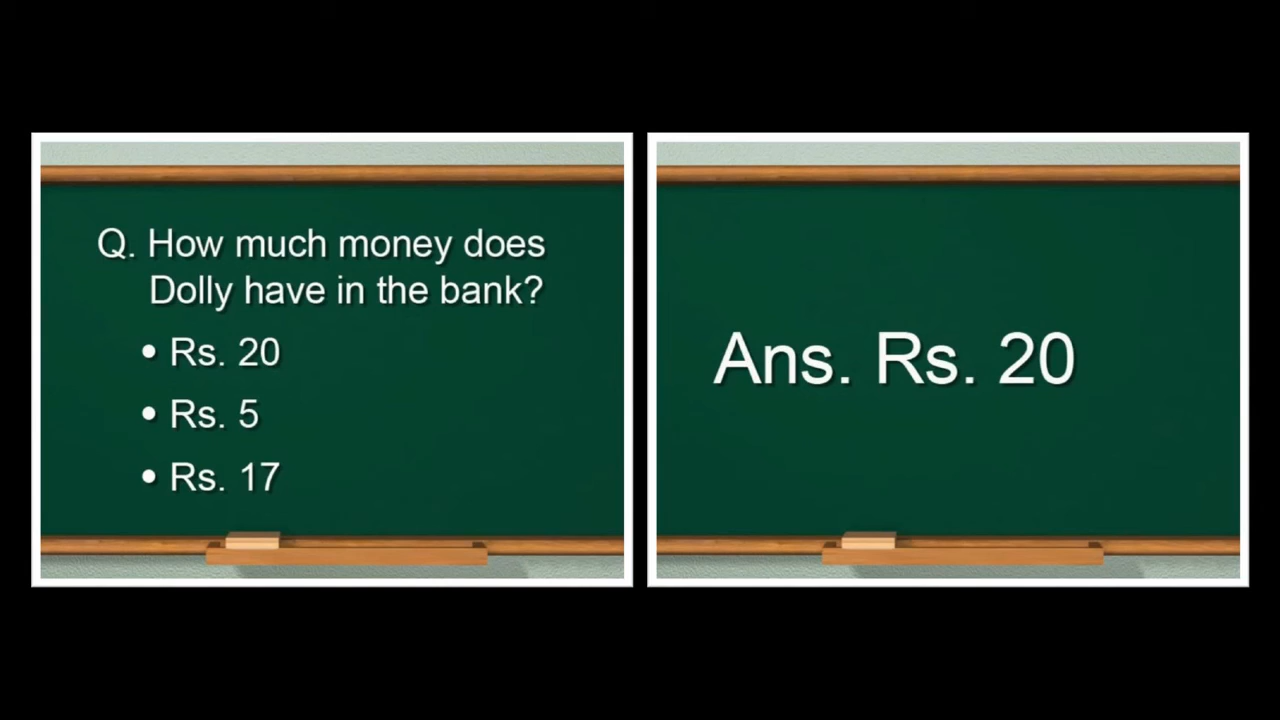 Q. How much money does
Dolly have in the bank?
• Rs. 20
• Rs. 5
• Rs. 17
Ans. Rs. 20